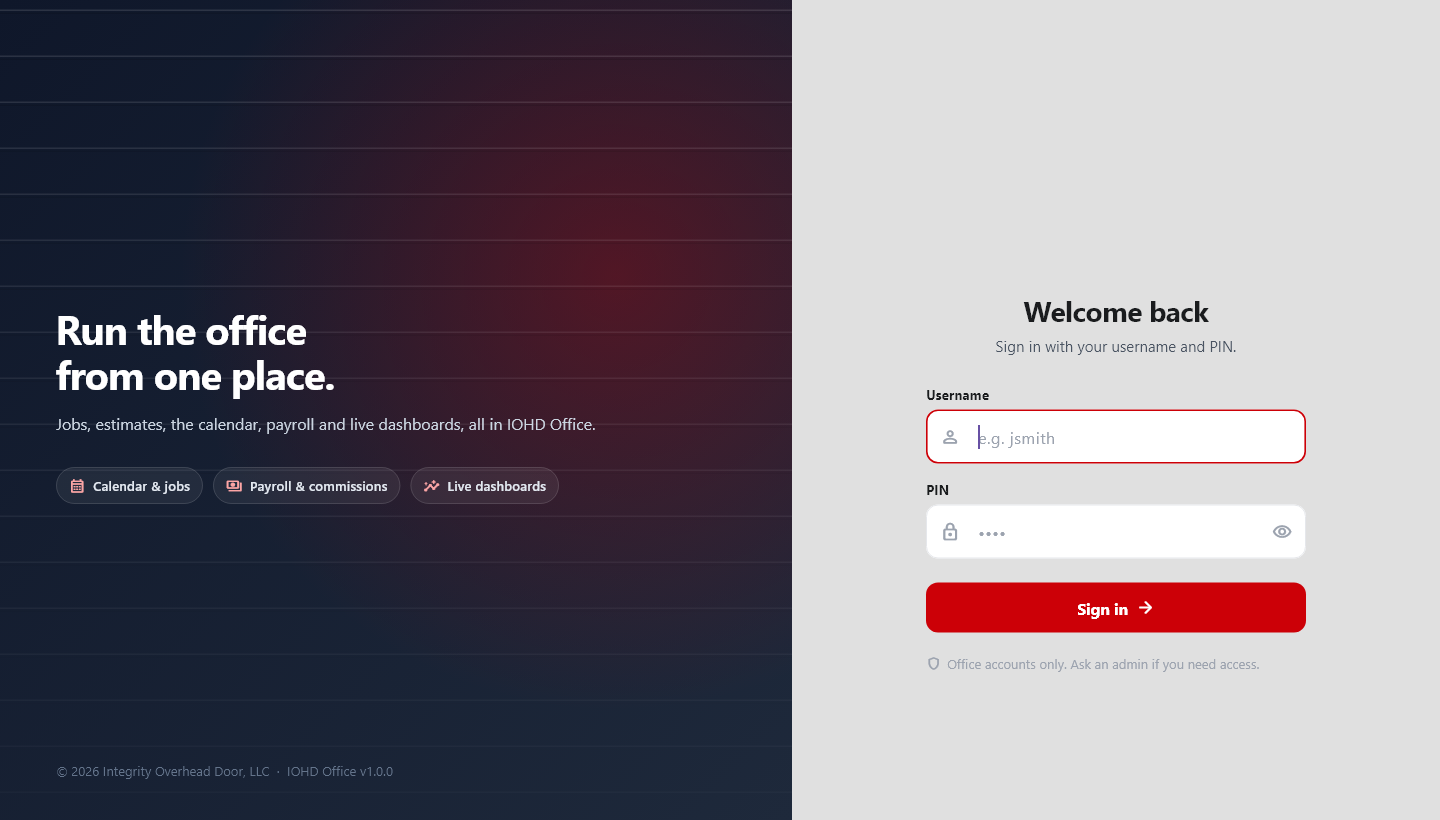 Run the office
from one place.
Jobs, estimates, the calendar, payroll and live dashboards, all in IOHD Office.
Calendar & jobs
Payroll & commissions
Live dashboards
© 2026 Integrity Overhead Door, LLC · IOHD Office v1.0.0
Welcome back
Sign in with your username and PIN.
Username
e.g. jsmith
PIN
••••
Sign in
Office accounts only. Ask an admin if you need access.